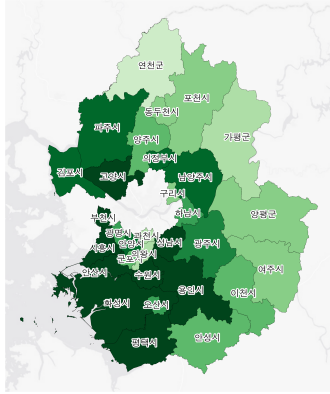 연천군
포천시
동두천시
파주시
가평군
양주시
의정부시
김포시
고양시
남양주시
구리시
하남시
양평군
부천시
광명시
과천시
시흥시
안양시
성남시
광주시
군포시
의왕시
안산시
수원시
여주시
용인시
이천시
화성시
오산시
평택시
안성시